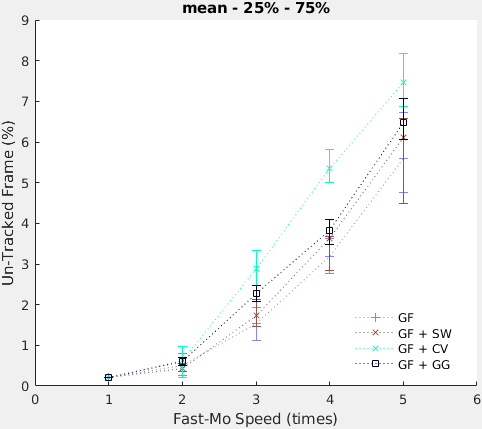 mean - 25% - 75%
9
8
7
6
5
4
3
2
1
0
Un-Tracked Frame (%)
GF
GF + SW
GF + CV
GF + GG
0 1 2 3 4 5 6
Fast-Mo Speed (times)